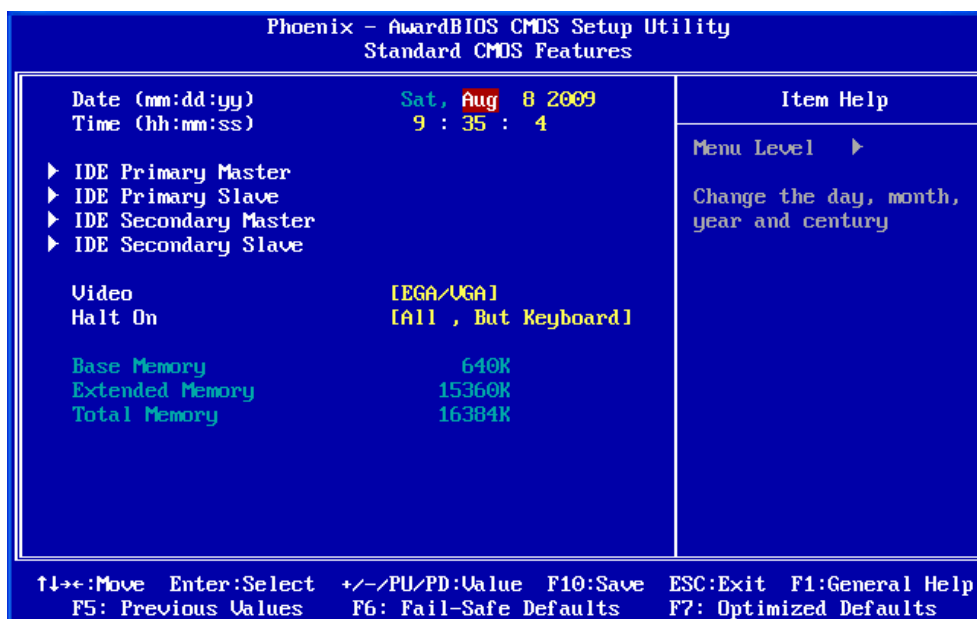 Phoenix - AwardBIOS CMOS Setup Utility
Standard CMOS Features
Date (mm:dd:yy) Sat, Aug 8 2009
Time (hh:mm:ss) 9 : 35 : 4
IDE Primary Master
IDE Primary Slave
IDE Secondary Master
IDE Secondary Slave
Video [EGA/VGA]
Halt On [All , But Keyboard]
Base Memory 640K
Extended Memory 15360K
Total Memory 16384K
Item Help
Menu Level
Change the day, month,
year and century
↑↓→←:Move Enter:Select +/-/PU/PD:Value F10:Save ESC:Exit F1:General Help
F5: Previous Values F6: Fail-Safe Defaults F7: Optimized Defaults